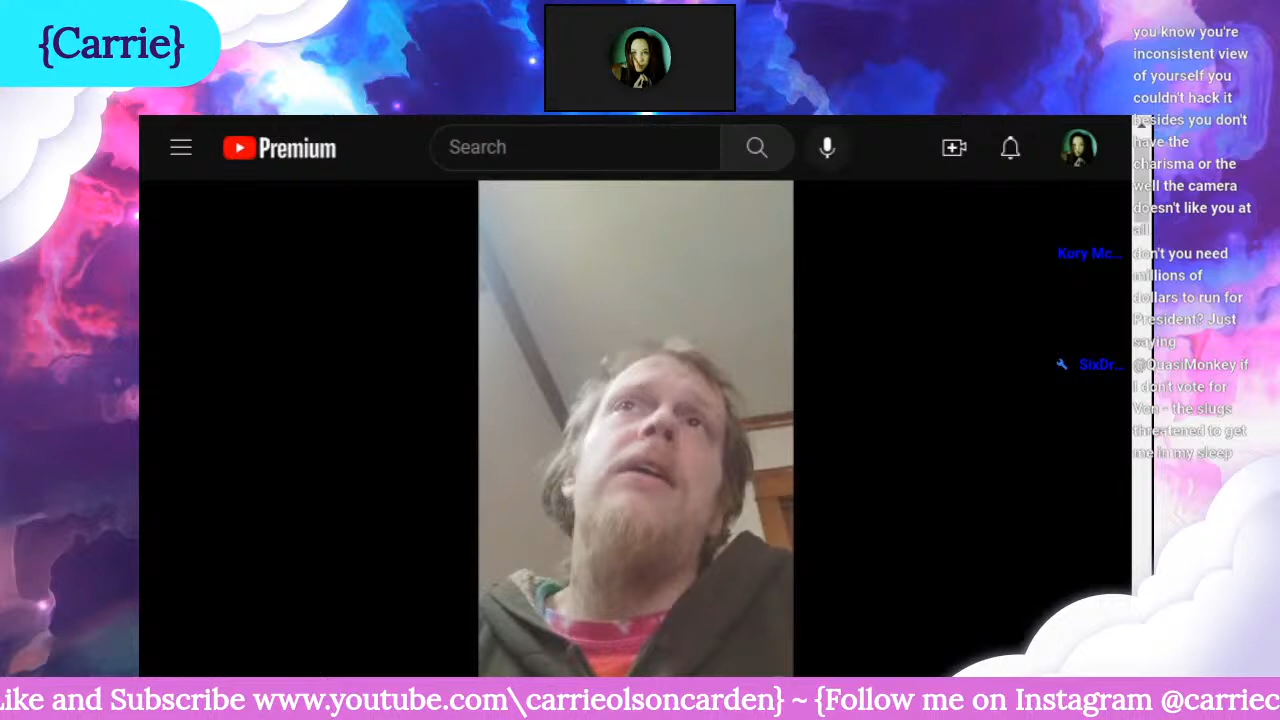 {Carrie}
Premium
Search
you know you're
inconsistent view
of yourself you
couldn't hack it
besides you don't
have the
charisma or the
well the camera
doesn't like you at
all
Kory Mc...
don't you need
millions of
dollars to run for
President? Just
saying
SixDr...
@QuasiMonkey if
I don't vote for
Von - the slugs
threatened to get
me in my sleep
Like and Subscribe www.youtube.com\carrieolsoncarden} ~ {Follow me on Instagram @carriec